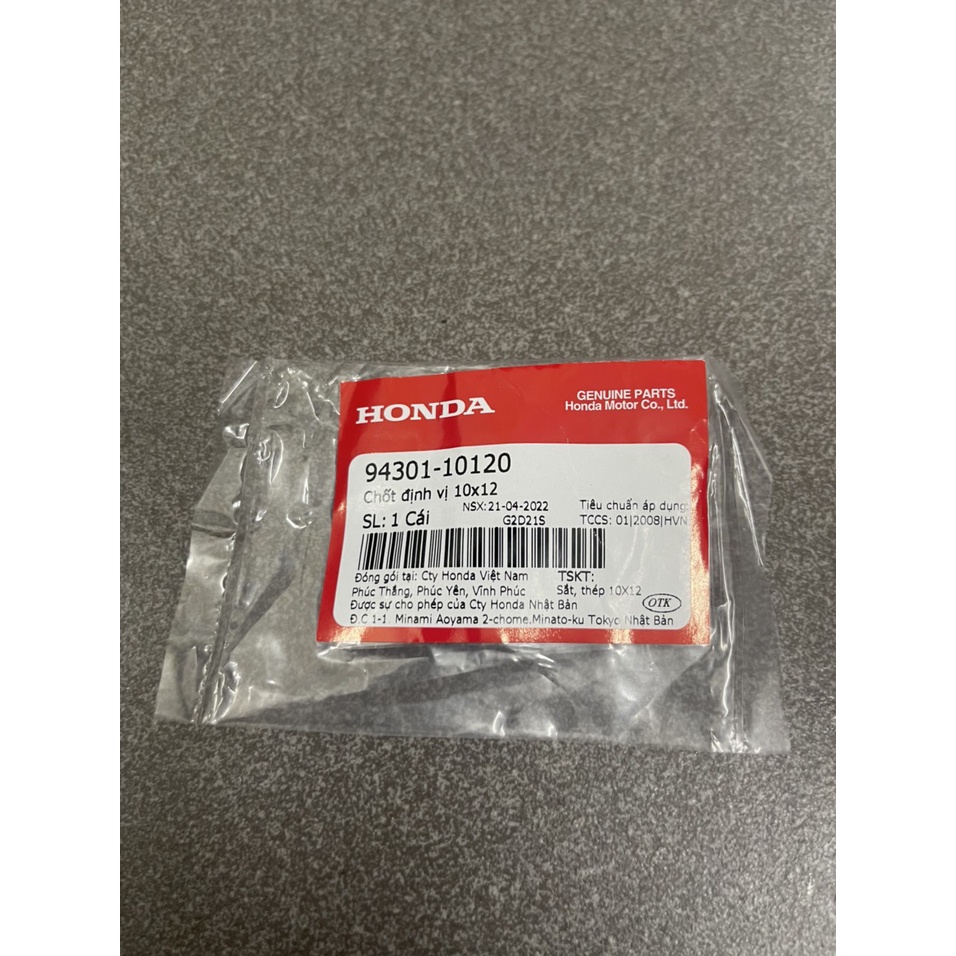 HONDA
GENUINE PARTS
Honda Motor Co., Ltd.
94301-10120
Chốt định vị 10x12
NSX:21-04-2022
Tiêu chuẩn áp dụng:
SL: 1 Cái
G2D21S
TCCS: 01|2008|HVN
Đóng gói tại: Cty Honda Việt Nam
TSKT:
Phúc Thắng, Phúc Yên, Vĩnh Phúc
Sắt, thép 10X12
Được sự cho phép của Cty Honda Nhật Bản
OTK
Đ.C 1-1, Minami Aoyama 2-chome,Minato-ku Tokyo Nhật Bản